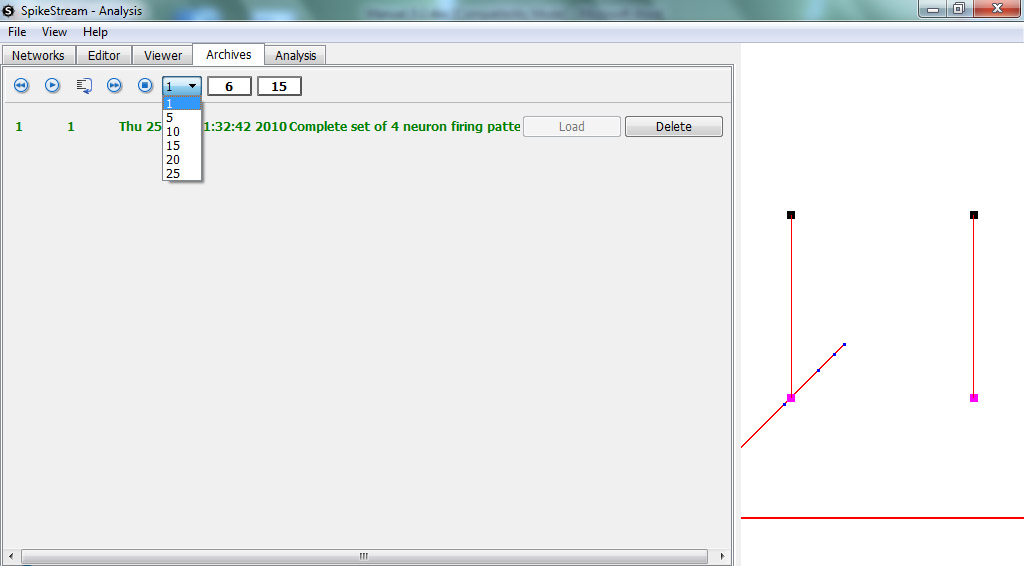 SpikeStream - Analysis
File View Help
Networks Editor Viewer Archives Analysis
1 6 15
1
5
10
15
20
25
1 1 Thu 25 1:32:42 2010 Complete set of 4 neuron firing patte Load Delete